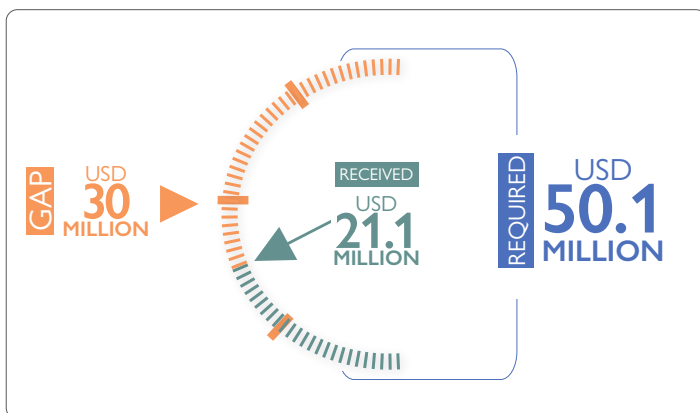 GAP
USD
30
MILLION
RECEIVED
USD
21.1
MILLION
REQUIRED
USD
50.1
MILLION